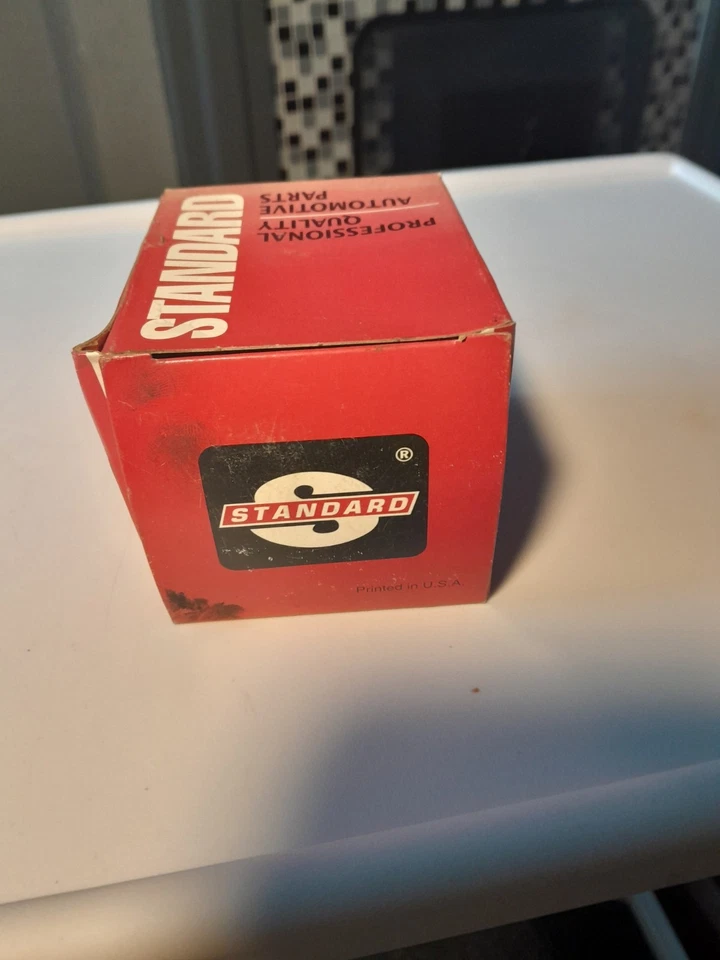 STANDARD
PROFESSIONAL
QUALITY
AUTOMOTIVE
PARTS
®
STANDARD
Printed in U.S.A.